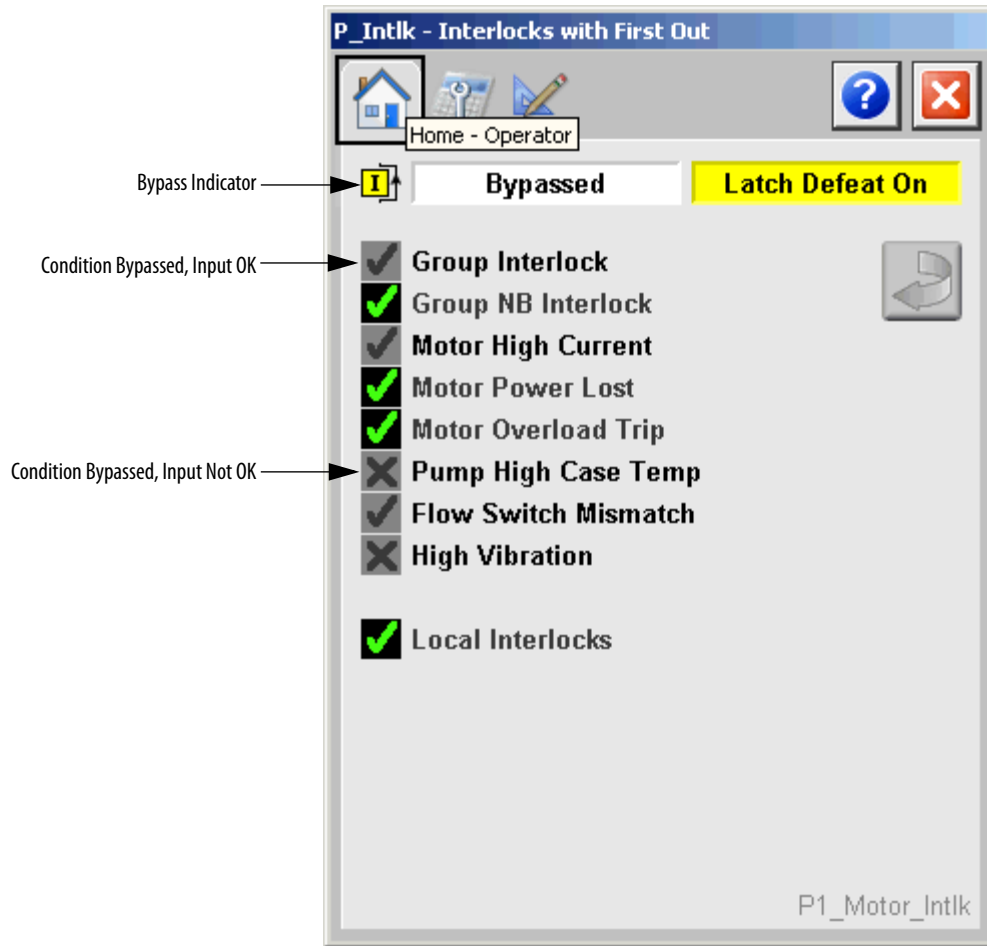 P_Intlk - Interlocks with First Out
Home - Operator
Bypass Indicator
I
Bypassed
Latch Defeat On
Condition Bypassed, Input OK
Group Interlock
Group NB Interlock
Motor High Current
Motor Power Lost
Motor Overload Trip
Condition Bypassed, Input Not OK
Pump High Case Temp
Flow Switch Mismatch
High Vibration
Local Interlocks
P1_Motor_Intlk